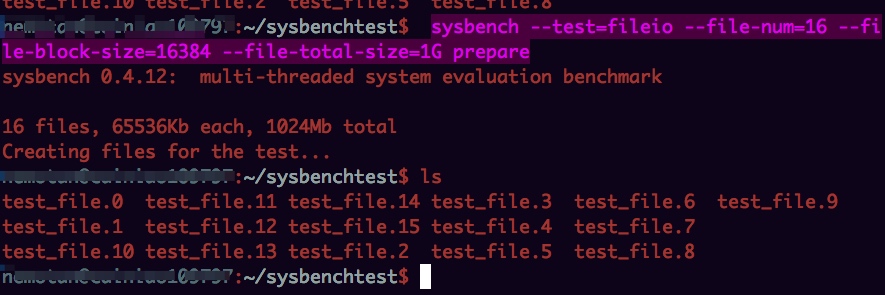 test_file.10 test_file.2 test_file.5 test_file.8
:~/sysbenchtest$ sysbench --test=fileio --file-num=16 --fi
le-block-size=16384 --file-total-size=1G prepare
sysbench 0.4.12:  multi-threaded system evaluation benchmark
16 files, 65536Kb each, 1024Mb total
Creating files for the test...
:~/sysbenchtest$ ls
test_file.0  test_file.11 test_file.14 test_file.3  test_file.6  test_file.9
test_file.1  test_file.12 test_file.15 test_file.4  test_file.7
test_file.10 test_file.13 test_file.2  test_file.5  test_file.8
:~/sysbenchtest$